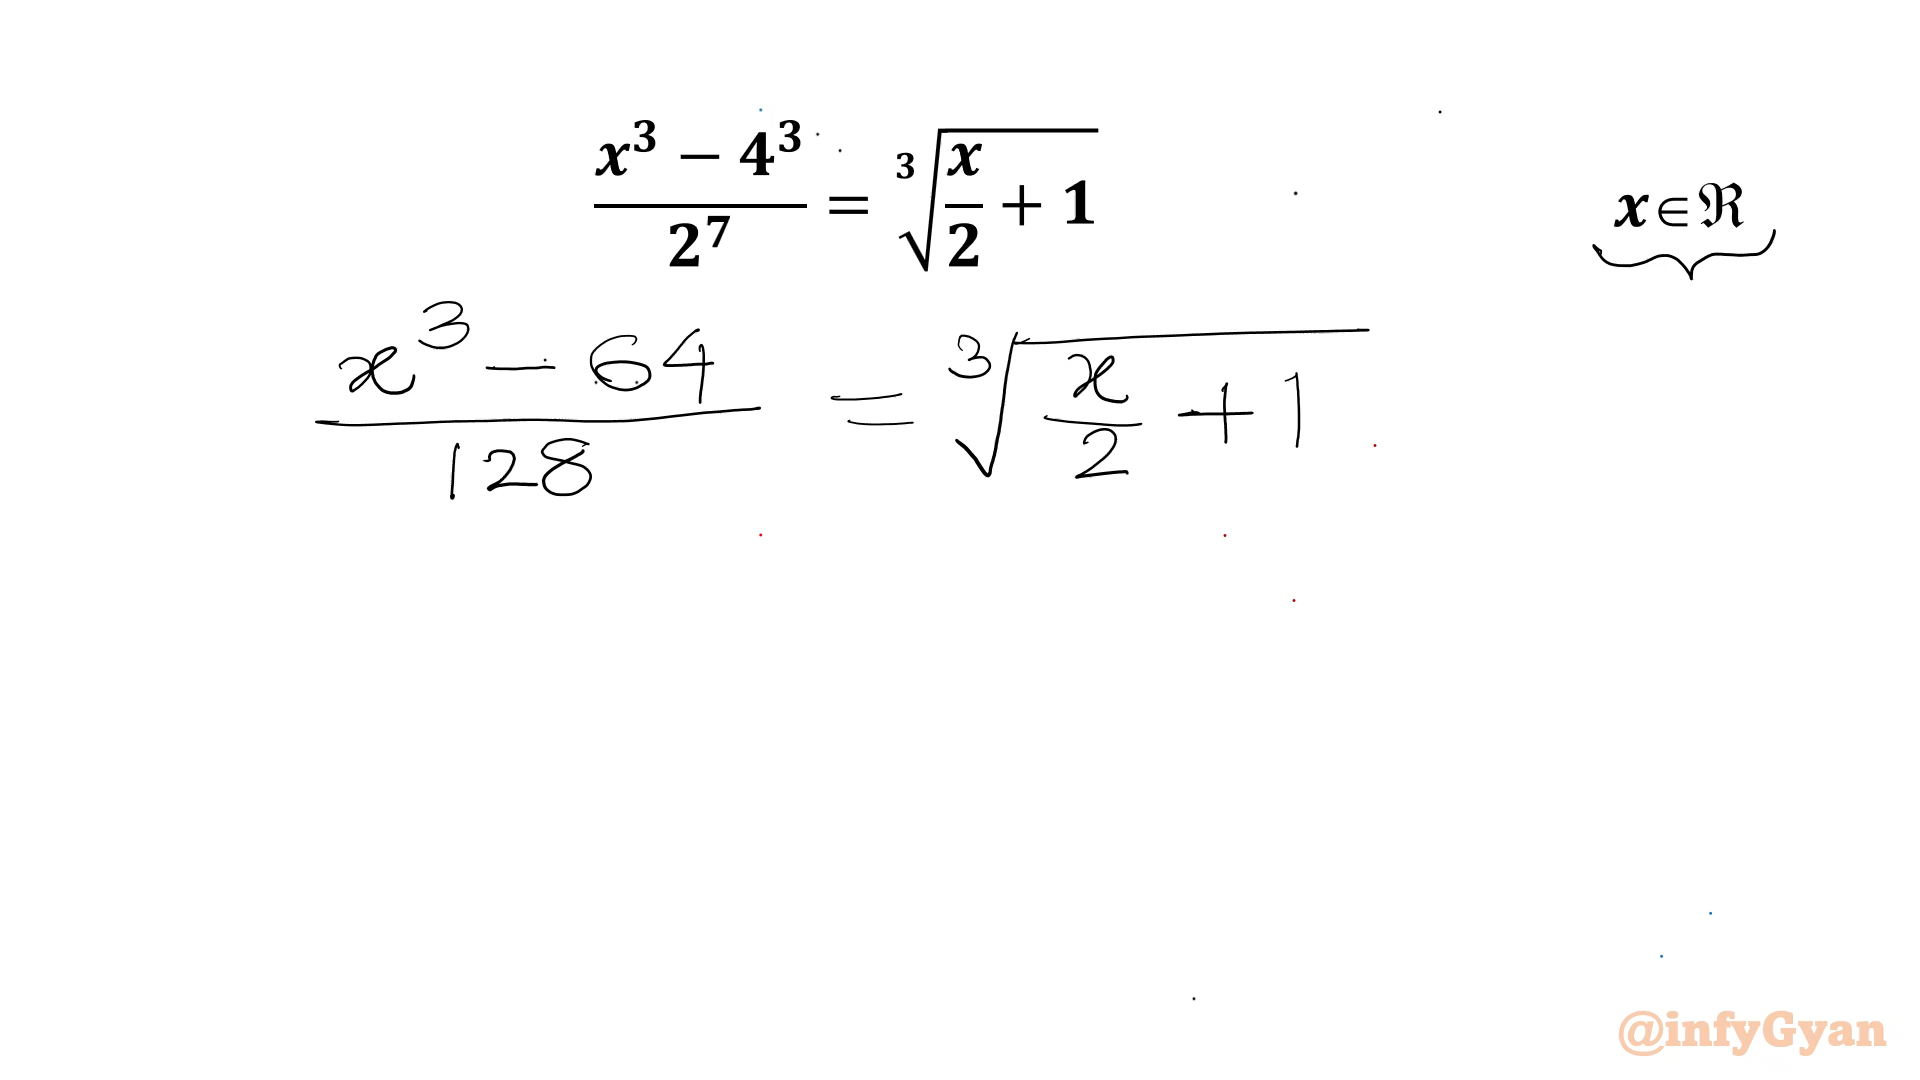 (x³ − 4³)/2⁷ = ∛(x/2 + 1)
x∈ℜ
(x³ − 64)/128 = ∛(x/2 + 1)
@infyGyan